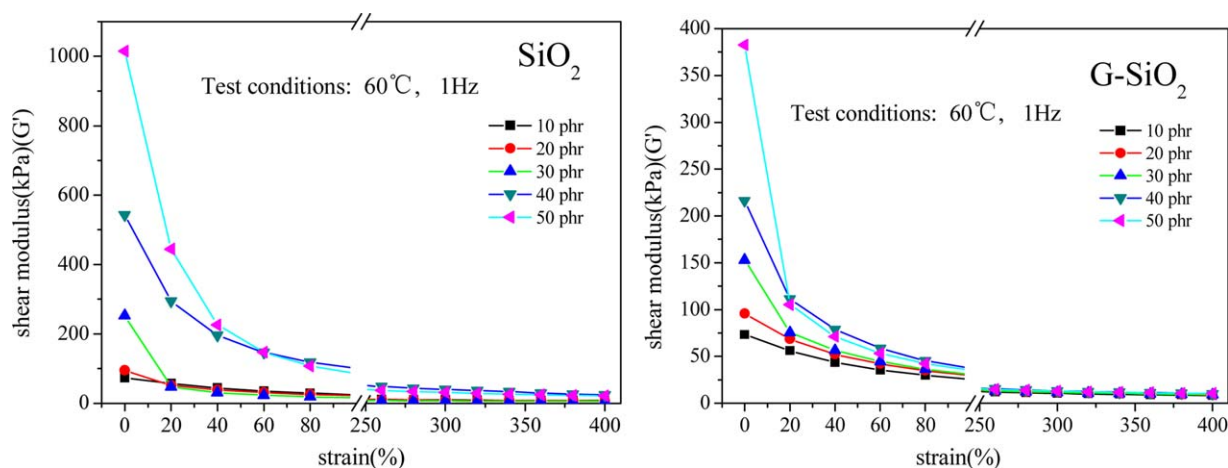 SiO2
Test conditions: 60℃, 1Hz
10 phr
20 phr
30 phr
40 phr
50 phr
shear modulus(kPa)(G')
1000
800
600
400
200
0
0 20 40 60 80 250 300 350 400
strain(%)
G-SiO2
Test conditions: 60℃, 1Hz
10 phr
20 phr
30 phr
40 phr
50 phr
shear modulus(kPa)(G')
400
350
300
250
200
150
100
50
0
0 20 40 60 80 250 300 350 400
strain(%)